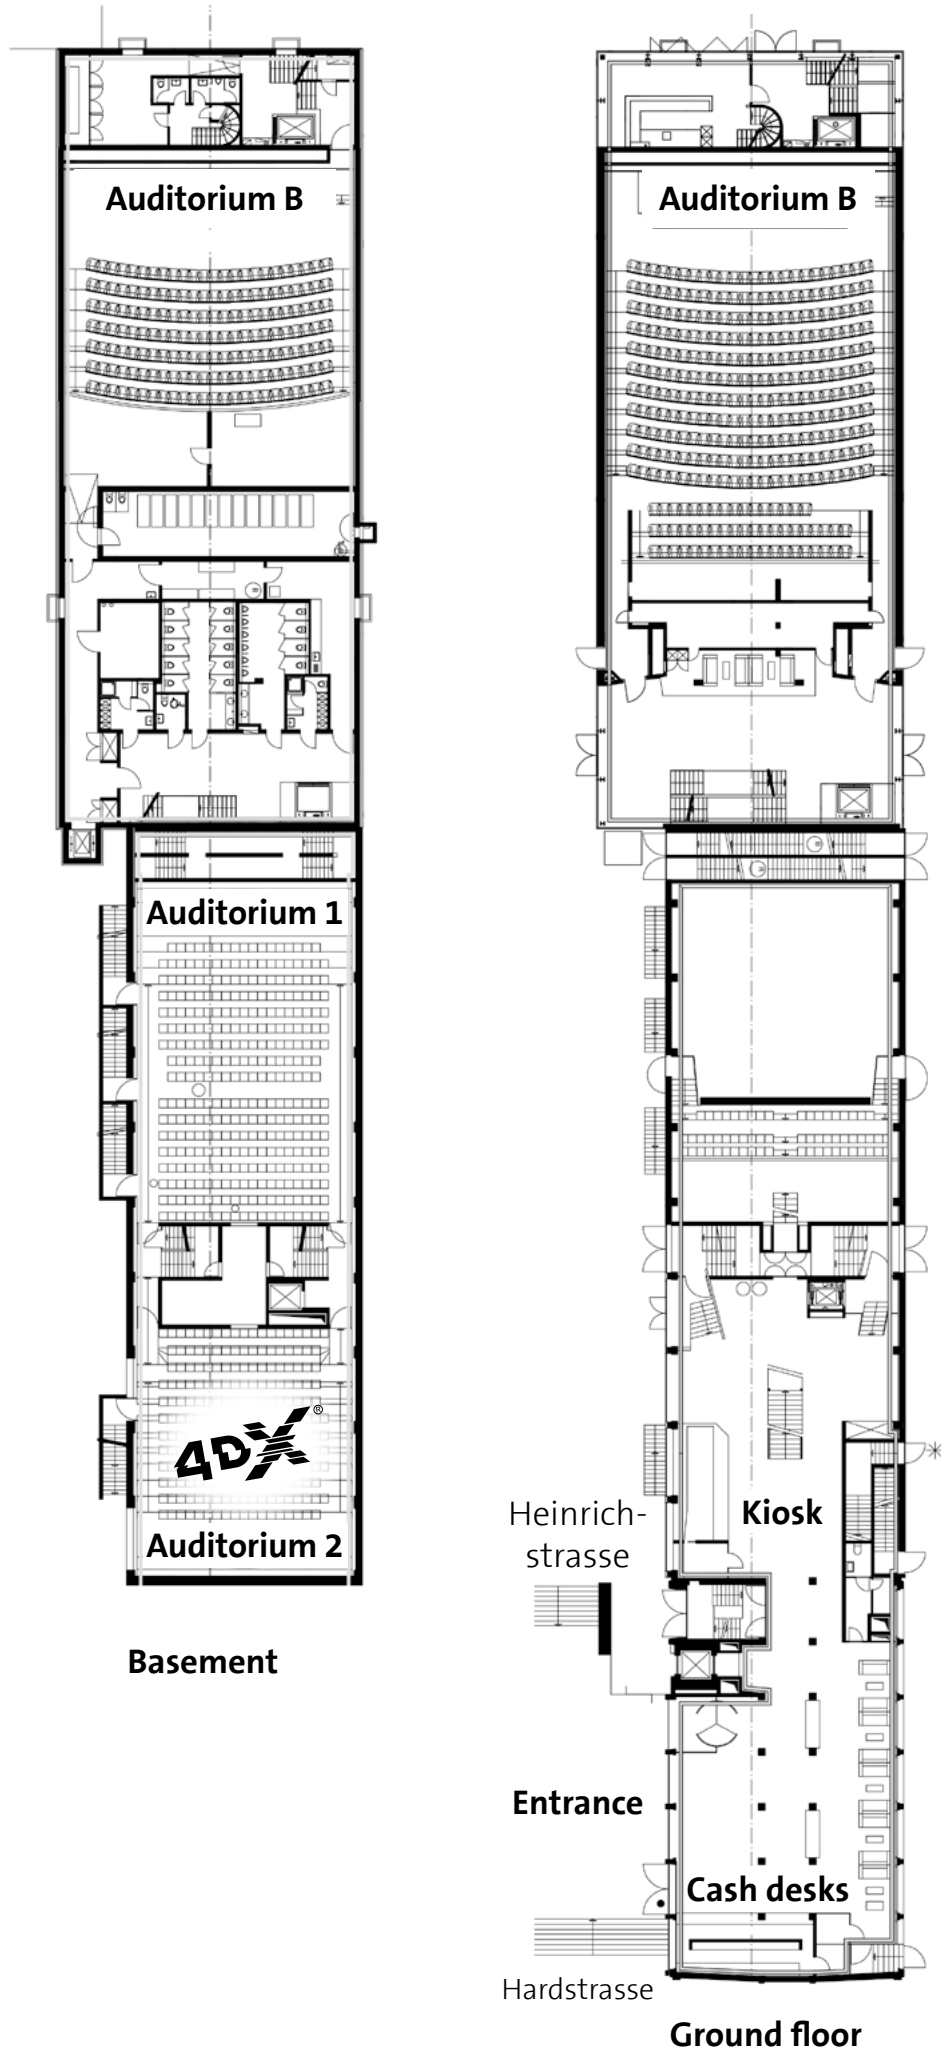 Auditorium B
Auditorium 1
4DX®
Auditorium 2
Basement
Auditorium B
Kiosk
Heinrich-
strasse
Entrance
Cash desks
Hardstrasse
Ground floor